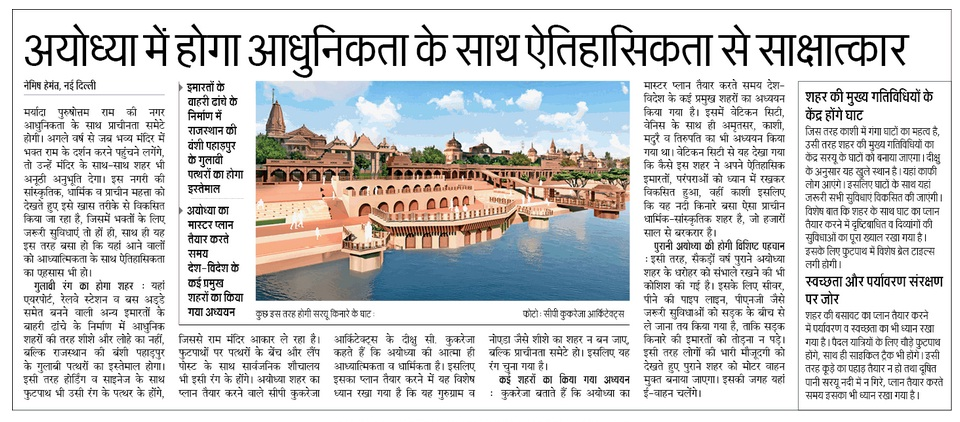 अयोध्या में होगा आधुनिकता के साथ ऐतिहासिकता से साक्षात्कार
नेमिष हेमंत, नई दिल्ली
मर्यादा पुरुषोत्तम राम की नगर
आधुनिकता के साथ प्राचीनता समेटे
होगी। अगले वर्ष से जब भव्य मंदिर में
भक्त राम के दर्शन करने पहुंचने लगेंगे,
तो उन्हें मंदिर के साथ-साथ शहर भी
अनूठी अनुभूति देगा। इस नगरी की
सांस्कृतिक, धार्मिक व प्राचीन महत्ता को
देखते हुए इसे खास तरीके से विकसित
किया जा रहा है, जिसमें भक्तों के लिए
जरूरी सुविधाएं तो हों ही, साथ ही यह
इस तरह बसा हो कि यहां आने वालों
को आध्यात्मिकता के साथ ऐतिहासिकता
का एहसास भी हो।
गुलाबी रंग का होगा शहर : यहां
एयरपोर्ट, रेलवे स्टेशन व बस अड्डे
समेत बनने वाली अन्य इमारतों के
बाहरी ढांचे के निर्माण में आधुनिक
शहरों की तरह शीशे और लोहे का नहीं,
बल्कि राजस्थान की बंशी पहाड़पुर
के गुलाबी पत्थरों का इस्तेमाल होगा।
इसी तरह होर्डिंग व साइनेज के साथ
फुटपाथ भी उसी रंग के पत्थर के होंगे,
इमारतों के
बाहरी ढांचे के
निर्माण में
राजस्थान की
बंशी पहाड़पुर
के गुलाबी
पत्थरों का होगा
इस्तेमाल
अयोध्या का
मास्टर प्लान
तैयार करते
समय
देश-विदेश के
कई प्रमुख
शहरों का किया
गया अध्ययन
कुछ इस तरह होंगी सरयू किनारे के घाट।
फोटो: सीपी कुकरेजा आर्किटेक्ट्स
जिससे राम मंदिर आकार ले रहा है।
फुटपाथों पर पत्थरों के बेंच और लैंप
पोस्ट के साथ सार्वजनिक शौचालय
भी इसी रंग के होंगे। अयोध्या शहर का
प्लान तैयार करने वाले सीपी कुकरेजा
आर्किटेक्ट्स के दीक्षु सी. कुकरेजा
कहते हैं कि अयोध्या की आत्मा ही
आध्यात्मकता व धार्मिकता है। इसलिए
इसका प्लान तैयार करने में यह विशेष
ध्यान रखा गया है कि यह गुरुग्राम व
नोएडा जैसे शीशे का शहर न बन जाए,
बल्कि प्राचीनता समेटे हो। इसलिए यह
रंग चुना गया है।
कई शहरों का किया गया अध्ययन
: कुकरेजा बताते हैं कि अयोध्या का
मास्टर प्लान तैयार करते समय देश-
विदेश के कई प्रमुख शहरों का अध्ययन
किया गया है। इसमें वेटिकन सिटी,
वेनिस के साथ ही अमृतसर, काशी,
मदुरै व तिरुपति का भी अध्ययन किया
गया था। वेटिकन सिटी से यह देखा गया
कि कैसे इस शहर ने अपने ऐतिहासिक
इमारतों, परंपराओं को ध्यान में रखकर
विकसित हुआ, वहीं काशी इसलिए
कि यह नदी किनारे बसा ऐसा प्राचीन
धार्मिक-सांस्कृतिक शहर है, जो हजारों
साल से बरकरार है।
पुरानी अयोध्या की होगी विशिष्ट पहचान
: इसी तरह, सैकड़ों वर्ष पुराने अयोध्या
शहर के धरोहर को संभाले रखने की भी
कोशिश की गई है। इसके लिए सीवर,
पीने की पाइप लाइन, पीएनजी जैसे
जरूरी सुविधाओं को सड़क के बीच से
ले जाना तय किया गया है, ताकि सड़क
किनारे की इमारतों को तोड़ना न पड़े।
इसी तरह लोगों की भारी मौजूदगी को
देखते हुए पुराने शहर को मोटर वाहन
मुक्त बनाया जाएगा। इसकी जगह यहां
ई-वाहन चलेंगे।
शहर की मुख्य गतिविधियों के
केंद्र होंगे घाट
जिस तरह काशी में गंगा घाटों का महत्व है,
उसी तरह शहर की मुख्य गतिविधियों का
केंद्र सरयू के घाटों को बनाया जाएगा। दीक्षु
के अनुसार यह खुले स्थान है। यहां काफी
लोग आएंगे। इसलिए घाटों के साथ यहां
जरूरी सभी सुविधाएं विकसित की जाएगी।
विशेष बात कि शहर के साथ घाट का प्लान
तैयार करने में दृष्टिबाधित व दिव्यांगों की
सुविधाओं का पूरा ख्याल रखा गया है।
इसके लिए फुटपाथ में विशेष ब्रेल टाइल्स
लगी होंगी।
स्वच्छता और पर्यावरण संरक्षण
पर जोर
शहर की बसावट का प्लान तैयार करने
में पर्यावरण व स्वच्छता का भी ध्यान रखा
गया है। पैदल यात्रियों के लिए चौड़े फुटपाथ
होंगे, साथ ही साइकिल ट्रैक भी होंगे। इसी
तरह कूड़े का पहाड़ तैयार न हो तथा दूषित
पानी सरयू नदी में न गिरे, प्लान तैयार करते
समय इसका भी ध्यान रखा गया है।